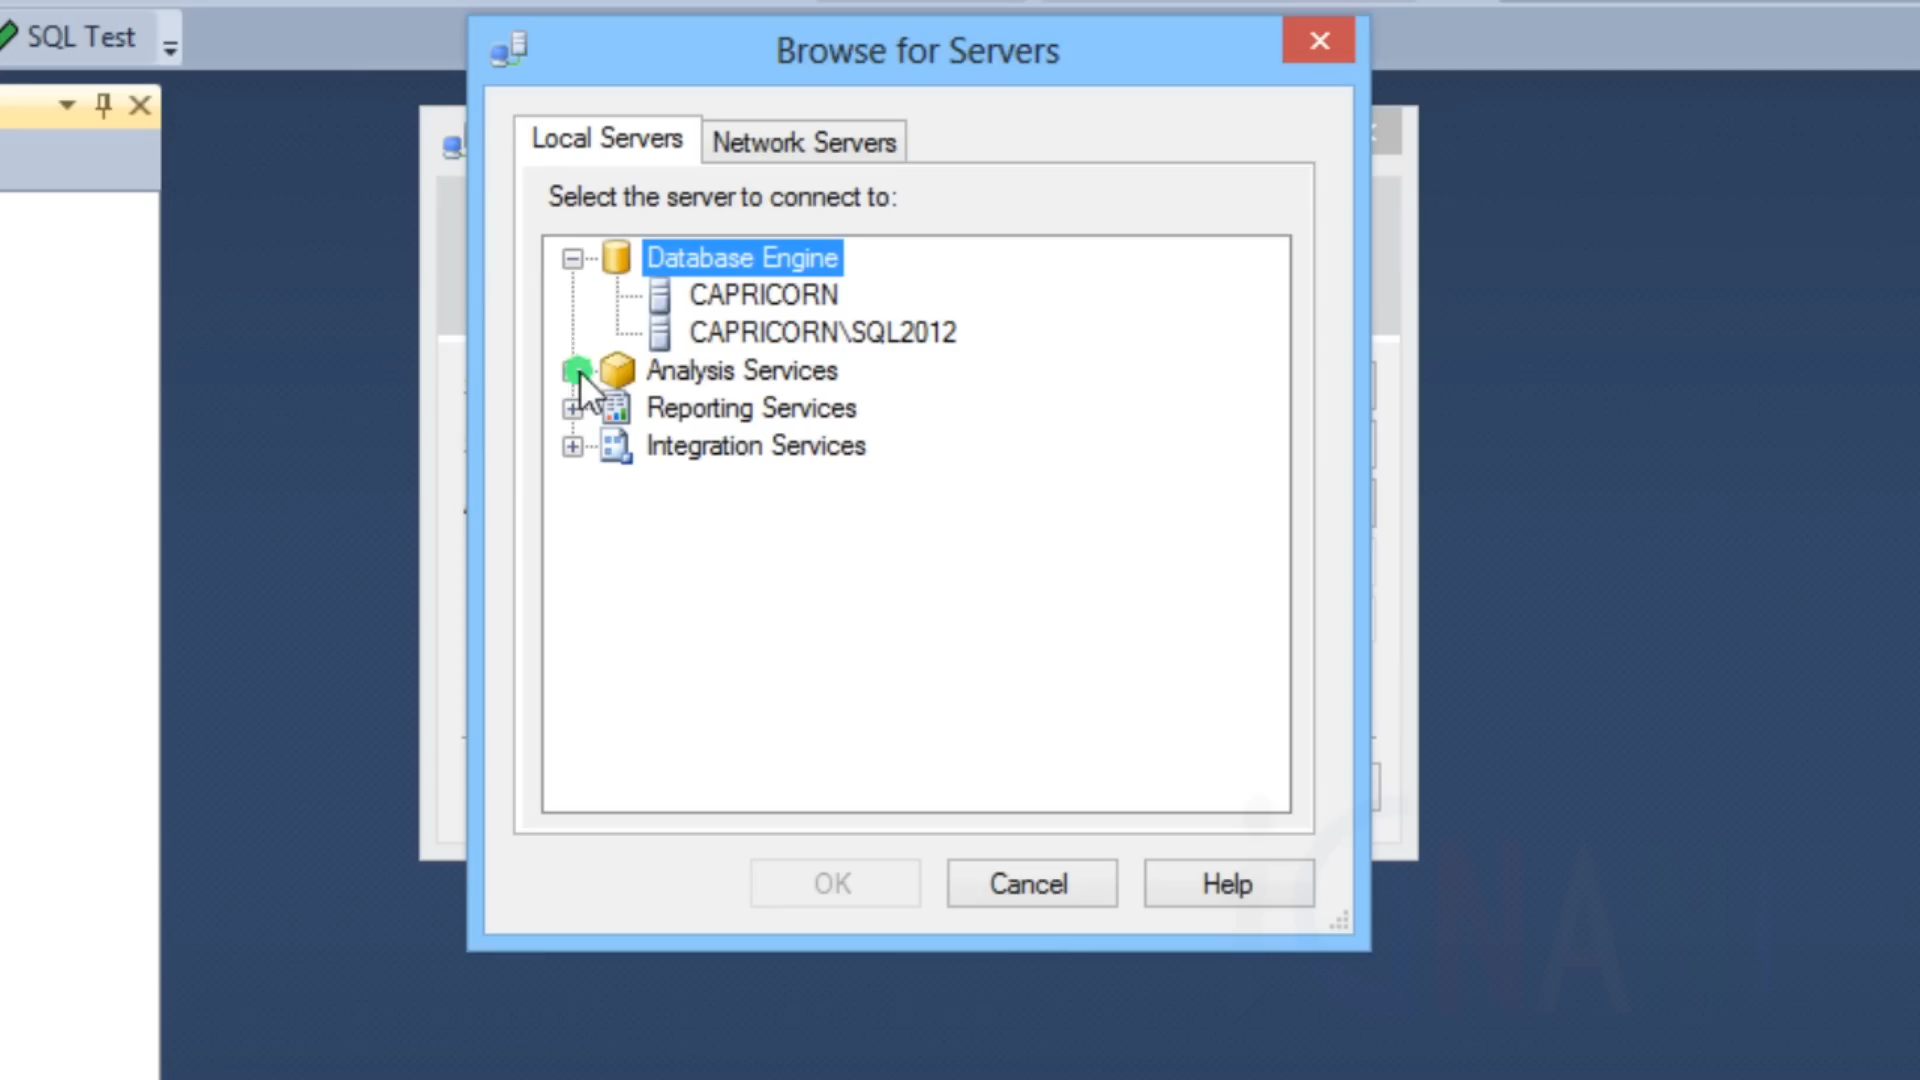 SQL Test
Browse for Servers
Local Servers
Network Servers
Select the server to connect to:
Database Engine
CAPRICORN
CAPRICORN\SQL2012
Analysis Services
Reporting Services
Integration Services
OK
Cancel
Help